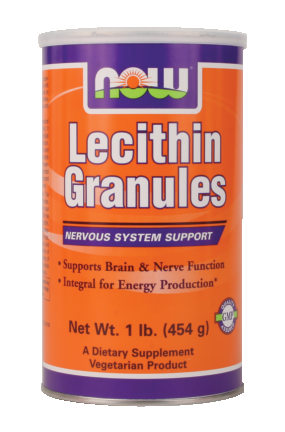 NOW
Lecithin
Granules
NERVOUS SYSTEM SUPPORT
• Supports Brain & Nerve Function*
• Integral for Energy Production*
GMP
Net Wt. 1 lb. (454 g)
A Dietary Supplement
Vegetarian Product